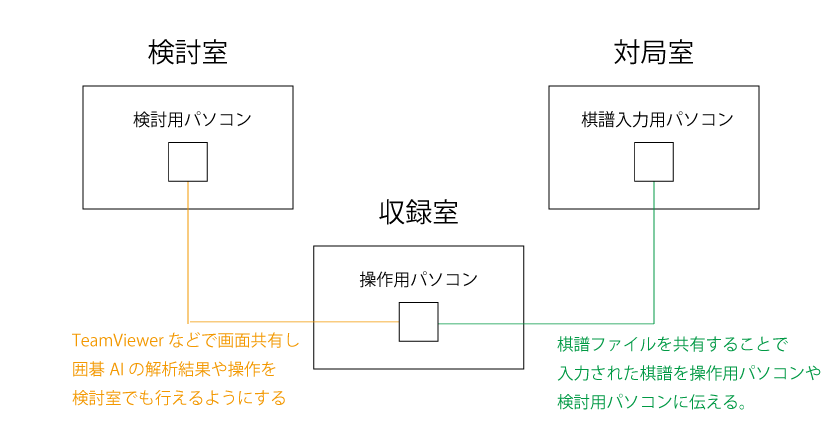 検討室
対局室
検討用パソコン
棋譜入力用パソコン
収録室
操作用パソコン
TeamViewer などで画面共有し
囲碁 AI の解析結果や操作を
検討室でも行えるようにする
棋譜ファイルを共有することで
入力された棋譜を操作用パソコンや
検討用パソコンに伝える。